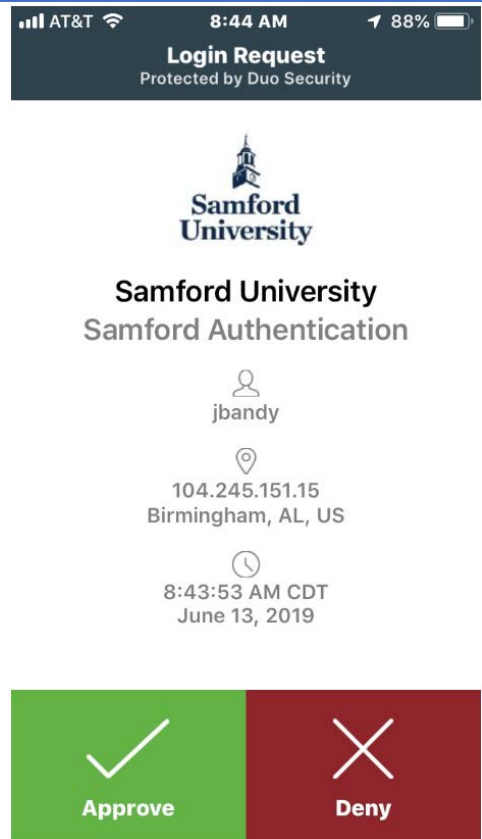 AT&T 8:44 AM 88%
Login Request
Protected by Duo Security
Samford
University
Samford University
Samford Authentication
jbandy
104.245.151.15
Birmingham, AL, US
8:43:53 AM CDT
June 13, 2019
Approve Deny